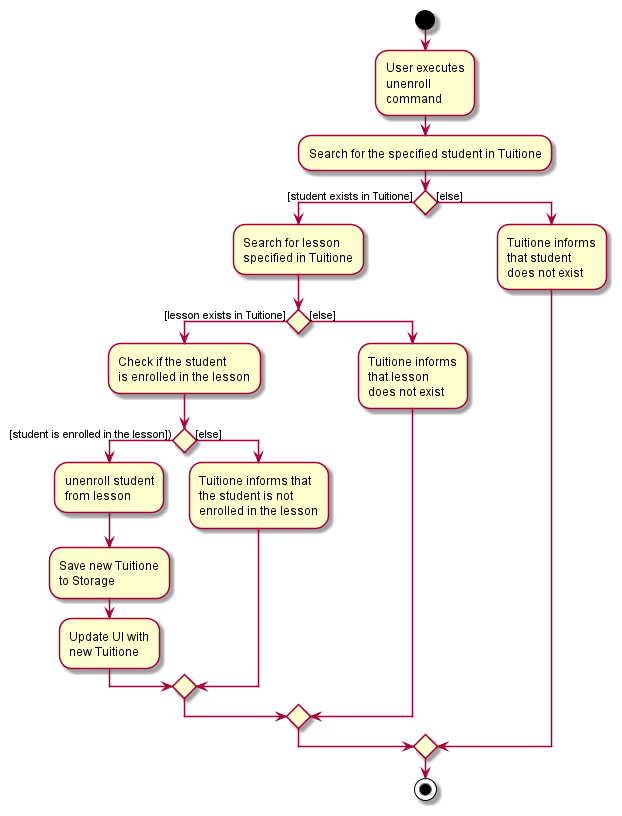 User executes
unenroll
command
Search for the specified student in Tuitione
[student exists in Tuitione]
[else]
Search for lesson
specified in Tuitione
Tuitione informs
that student
does not exist
[lesson exists in Tuitione]
[else]
Check if the student
is enrolled in the lesson
Tuitione informs
that lesson
does not exist
[student is enrolled in the lesson])
[else]
unenroll student
from lesson
Tuitione informs that
the student is not
enrolled in the lesson
Save new Tuitione
to Storage
Update UI with
new Tuitione